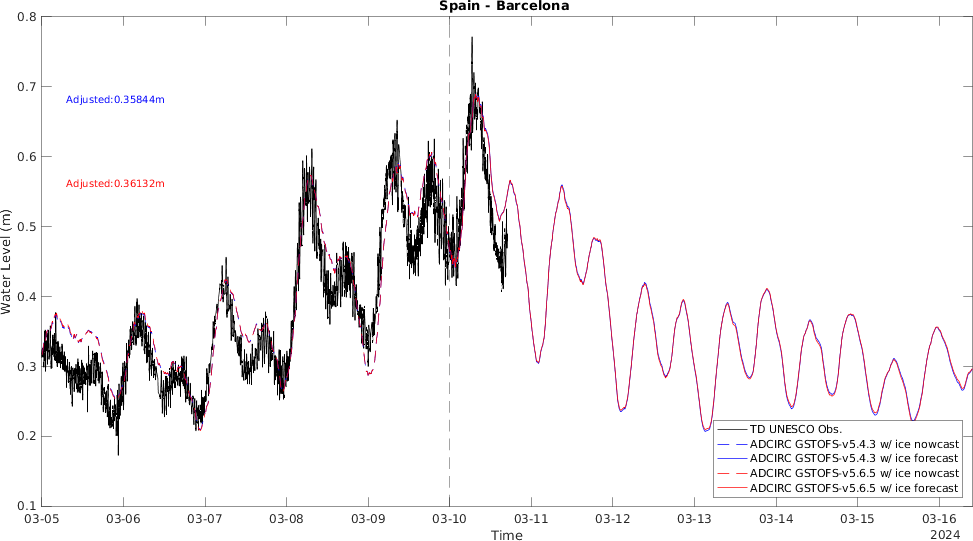 Spain - Barcelona
0.8
0.7
0.6
0.5
0.4
0.3
0.2
0.1
Water Level (m)
Adjusted:0.35844m
Adjusted:0.36132m
TD UNESCO Obs.
ADCIRC GSTOFS-v5.4.3 w/ ice nowcast
ADCIRC GSTOFS-v5.4.3 w/ ice forecast
ADCIRC GSTOFS-v5.6.5 w/ ice nowcast
ADCIRC GSTOFS-v5.6.5 w/ ice forecast
03-05 03-06 03-07 03-08 03-09 03-10 03-11 03-12 03-13 03-14 03-15 03-16
Time
2024